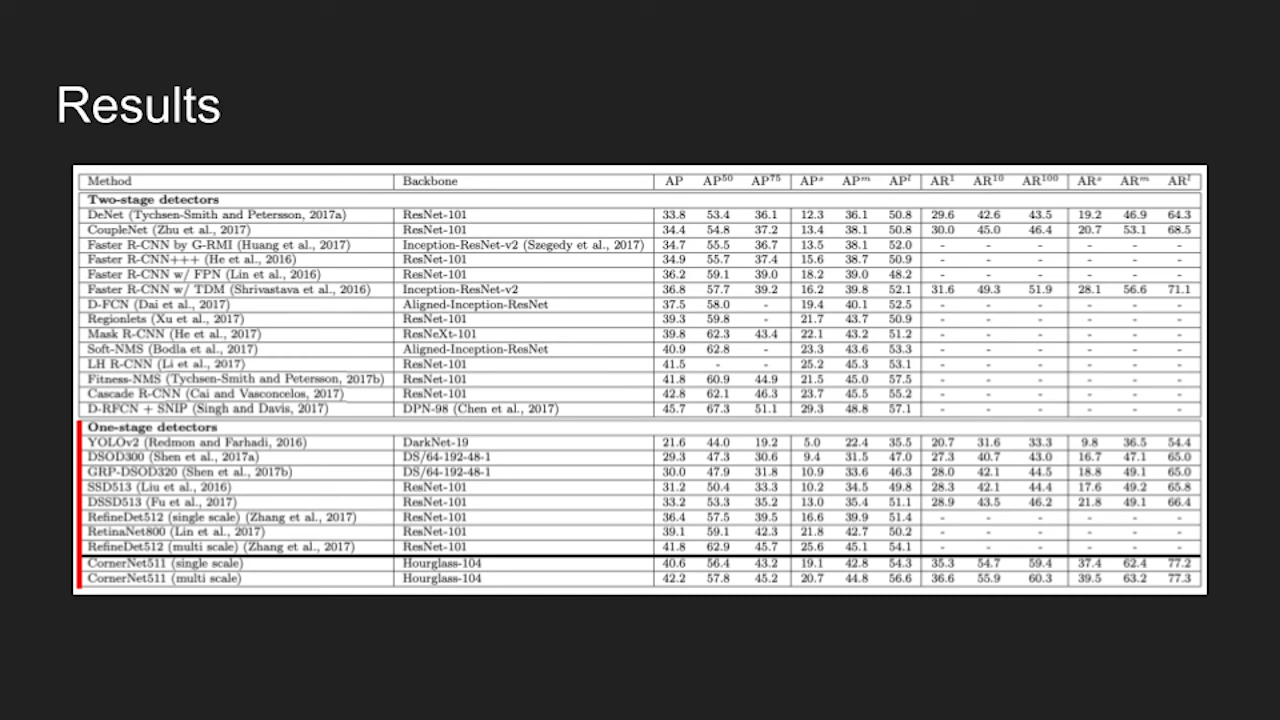 Results
Method Backbone AP AP50 AP75 APs APm APl AR1 AR10 AR100 ARs ARm ARl
Two-stage detectors
DeNet (Tychsen-Smith and Petersson, 2017a) ResNet-101 33.8 53.4 36.1 12.3 36.1 50.8 29.6 42.6 43.5 19.2 46.9 64.3
CoupleNet (Zhu et al., 2017) ResNet-101 34.4 54.8 37.2 13.4 38.1 50.8 30.0 45.0 46.4 20.7 53.1 68.5
Faster R-CNN by G-RMI (Huang et al., 2017) Inception-ResNet-v2 (Szegedy et al., 2017) 34.7 55.5 36.7 13.5 38.1 52.0 - - - - - -
Faster R-CNN+++ (He et al., 2016) ResNet-101 34.9 55.7 37.4 15.6 38.7 50.9 - - - - - -
Faster R-CNN w/ FPN (Lin et al., 2016) ResNet-101 36.2 59.1 39.0 18.2 39.0 48.2 - - - - - -
Faster R-CNN w/ TDM (Shrivastava et al., 2016) Inception-ResNet-v2 36.8 57.7 39.2 16.2 39.8 52.1 31.6 49.3 51.9 28.1 56.6 71.1
D-FCN (Dai et al., 2017) Aligned-Inception-ResNet 37.5 58.0 - 19.4 40.1 52.5 - - - - - -
Regionlets (Xu et al., 2017) ResNet-101 39.3 59.8 - 21.7 43.7 50.9 - - - - - -
Mask R-CNN (He et al., 2017) ResNeXt-101 39.8 62.3 43.4 22.1 43.2 51.2 - - - - - -
Soft-NMS (Bodla et al., 2017) Aligned-Inception-ResNet 40.9 62.8 - 23.3 43.6 53.3 - - - - - -
LH R-CNN (Li et al., 2017) ResNet-101 41.5 - - 25.2 45.3 53.1 - - - - - -
Fitness-NMS (Tychsen-Smith and Petersson, 2017b) ResNet-101 41.8 60.9 44.9 21.5 45.0 57.5 - - - - - -
Cascade R-CNN (Cai and Vasconcelos, 2017) ResNet-101 42.8 62.1 46.3 23.7 45.5 55.2 - - - - - -
D-RFCN + SNIP (Singh and Davis, 2017) DPN-98 (Chen et al., 2017) 45.7 67.3 51.1 29.3 48.8 57.1 - - - - - -
One-stage detectors
YOLOv2 (Redmon and Farhadi, 2016) DarkNet-19 21.6 44.0 19.2 5.0 22.4 35.5 20.7 31.6 33.3 9.8 36.5 54.4
DSOD300 (Shen et al., 2017a) DS/64-192-48-1 29.3 47.3 30.6 9.4 31.5 47.0 27.3 40.7 43.0 16.7 47.1 65.0
GRP-DSOD320 (Shen et al., 2017b) DS/64-192-48-1 30.0 47.9 31.8 10.9 33.6 46.3 28.0 42.1 44.5 18.8 49.1 65.0
SSD513 (Liu et al., 2016) ResNet-101 31.2 50.4 33.3 10.2 34.5 49.8 28.3 42.1 44.4 17.6 49.2 65.8
DSSD513 (Fu et al., 2017) ResNet-101 33.2 53.3 35.2 13.0 35.4 51.1 28.9 43.5 46.2 21.8 49.1 66.4
RefineDet512 (single scale) (Zhang et al., 2017) ResNet-101 36.4 57.5 39.5 16.6 39.9 51.4 - - - - - -
RetinaNet800 (Lin et al., 2017) ResNet-101 39.1 59.1 42.3 21.8 42.7 50.2 - - - - - -
RefineDet512 (multi scale) (Zhang et al., 2017) ResNet-101 41.8 62.9 45.7 25.6 45.1 54.1 - - - - - -
CornerNet511 (single scale) Hourglass-104 40.6 56.4 43.2 19.1 42.8 54.3 35.3 54.7 59.4 37.4 62.4 77.2
CornerNet511 (multi scale) Hourglass-104 42.2 57.8 45.2 20.7 44.8 56.6 36.6 55.9 60.3 39.5 63.2 77.3